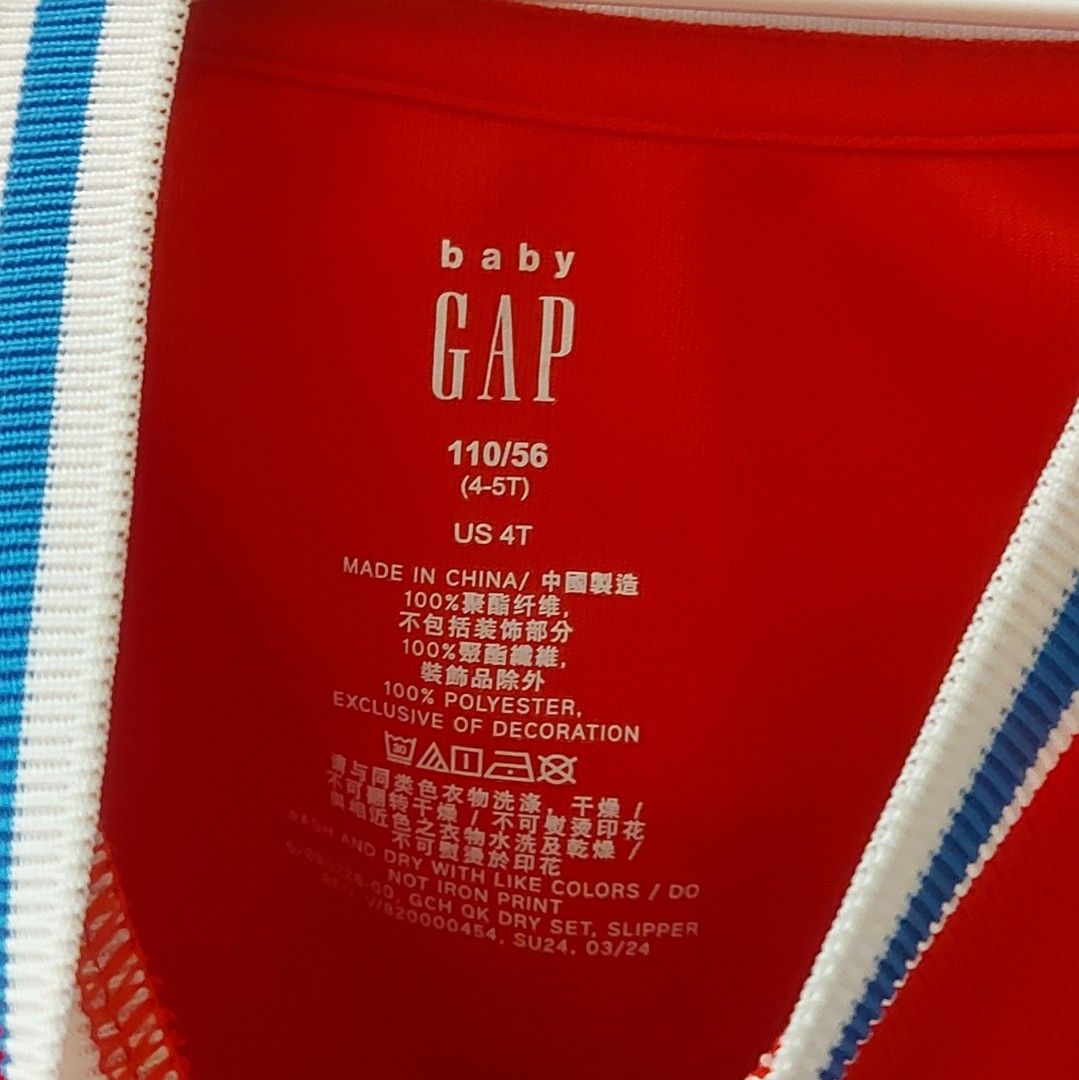 baby
GAP
110/56
(4-5T)
US 4T
MADE IN CHINA/ 中國製造
100%聚酯纤维,
不包括装饰部分
100%聚酯纖維,
裝飾品除外
100% POLYESTER,
EXCLUSIVE OF DECORATION
30
请与同类色衣物洗涤, 干燥 /
不可翻转干燥 / 不可熨烫印花
與相近色之衣物水洗及乾燥 /
不可熨燙於印花
WASH AND DRY WITH LIKE COLORS / DO
NOT IRON PRINT
GCH QK DRY SET, SLIPPER
V/820000454, SU24, 03/24